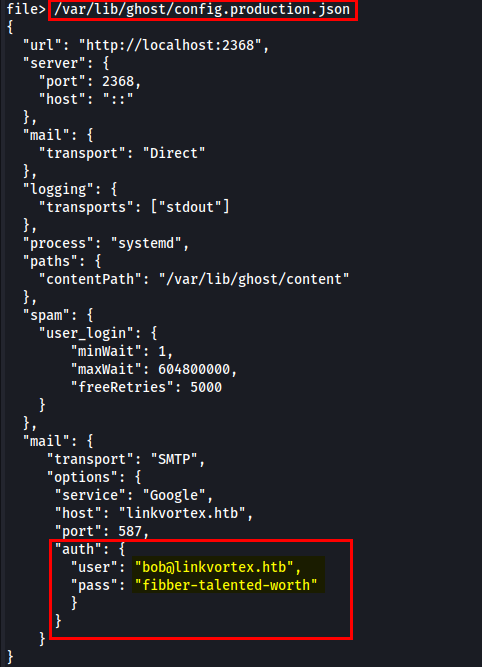 file> /var/lib/ghost/config.production.json
{
  "url": "http://localhost:2368",
  "server": {
    "port": 2368,
    "host": "::"
  },
  "mail": {
    "transport": "Direct"
  },
  "logging": {
    "transports": ["stdout"]
  },
  "process": "systemd",
  "paths": {
    "contentPath": "/var/lib/ghost/content"
  },
  "spam": {
    "user_login": {
        "minWait": 1,
        "maxWait": 604800000,
        "freeRetries": 5000
    }
  },
  "mail": {
     "transport": "SMTP",
     "options": {
      "service": "Google",
      "host": "linkvortex.htb",
      "port": 587,
      "auth": {
        "user": "bob@linkvortex.htb",
        "pass": "fibber-talented-worth"
        }
      }
    }
}